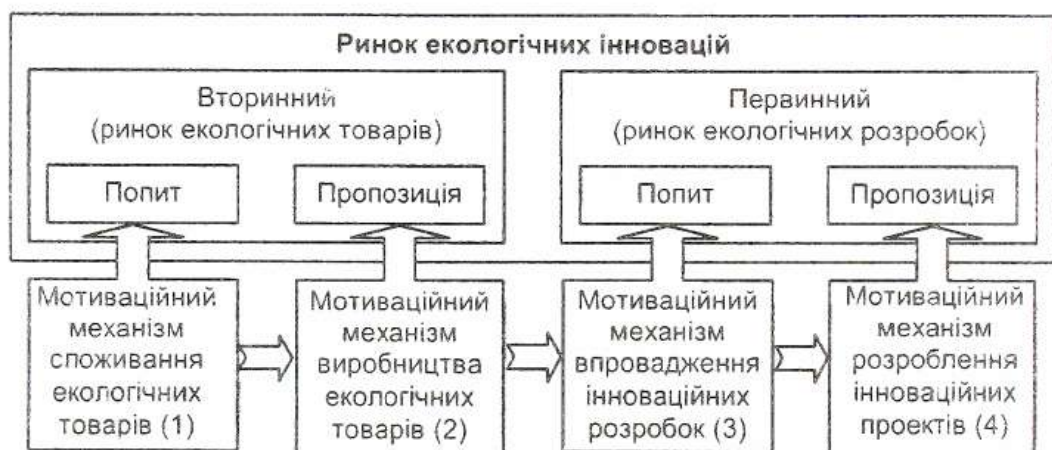 Ринок екологічних інновацій
Вторинний
(ринок екологічних товарів)
Попит
Пропозиція
Первинний
(ринок екологічних розробок)
Попит
Пропозиція
Мотиваційний
механізм
споживання
екологічних
товарів (1)
Мотиваційний
механізм
виробництва
екологічних
товарів (2)
Мотиваційний
механізм
впровадження
інноваційних
розробок (3)
Мотиваційний
механізм
розроблення
інноваційних
проектів (4)